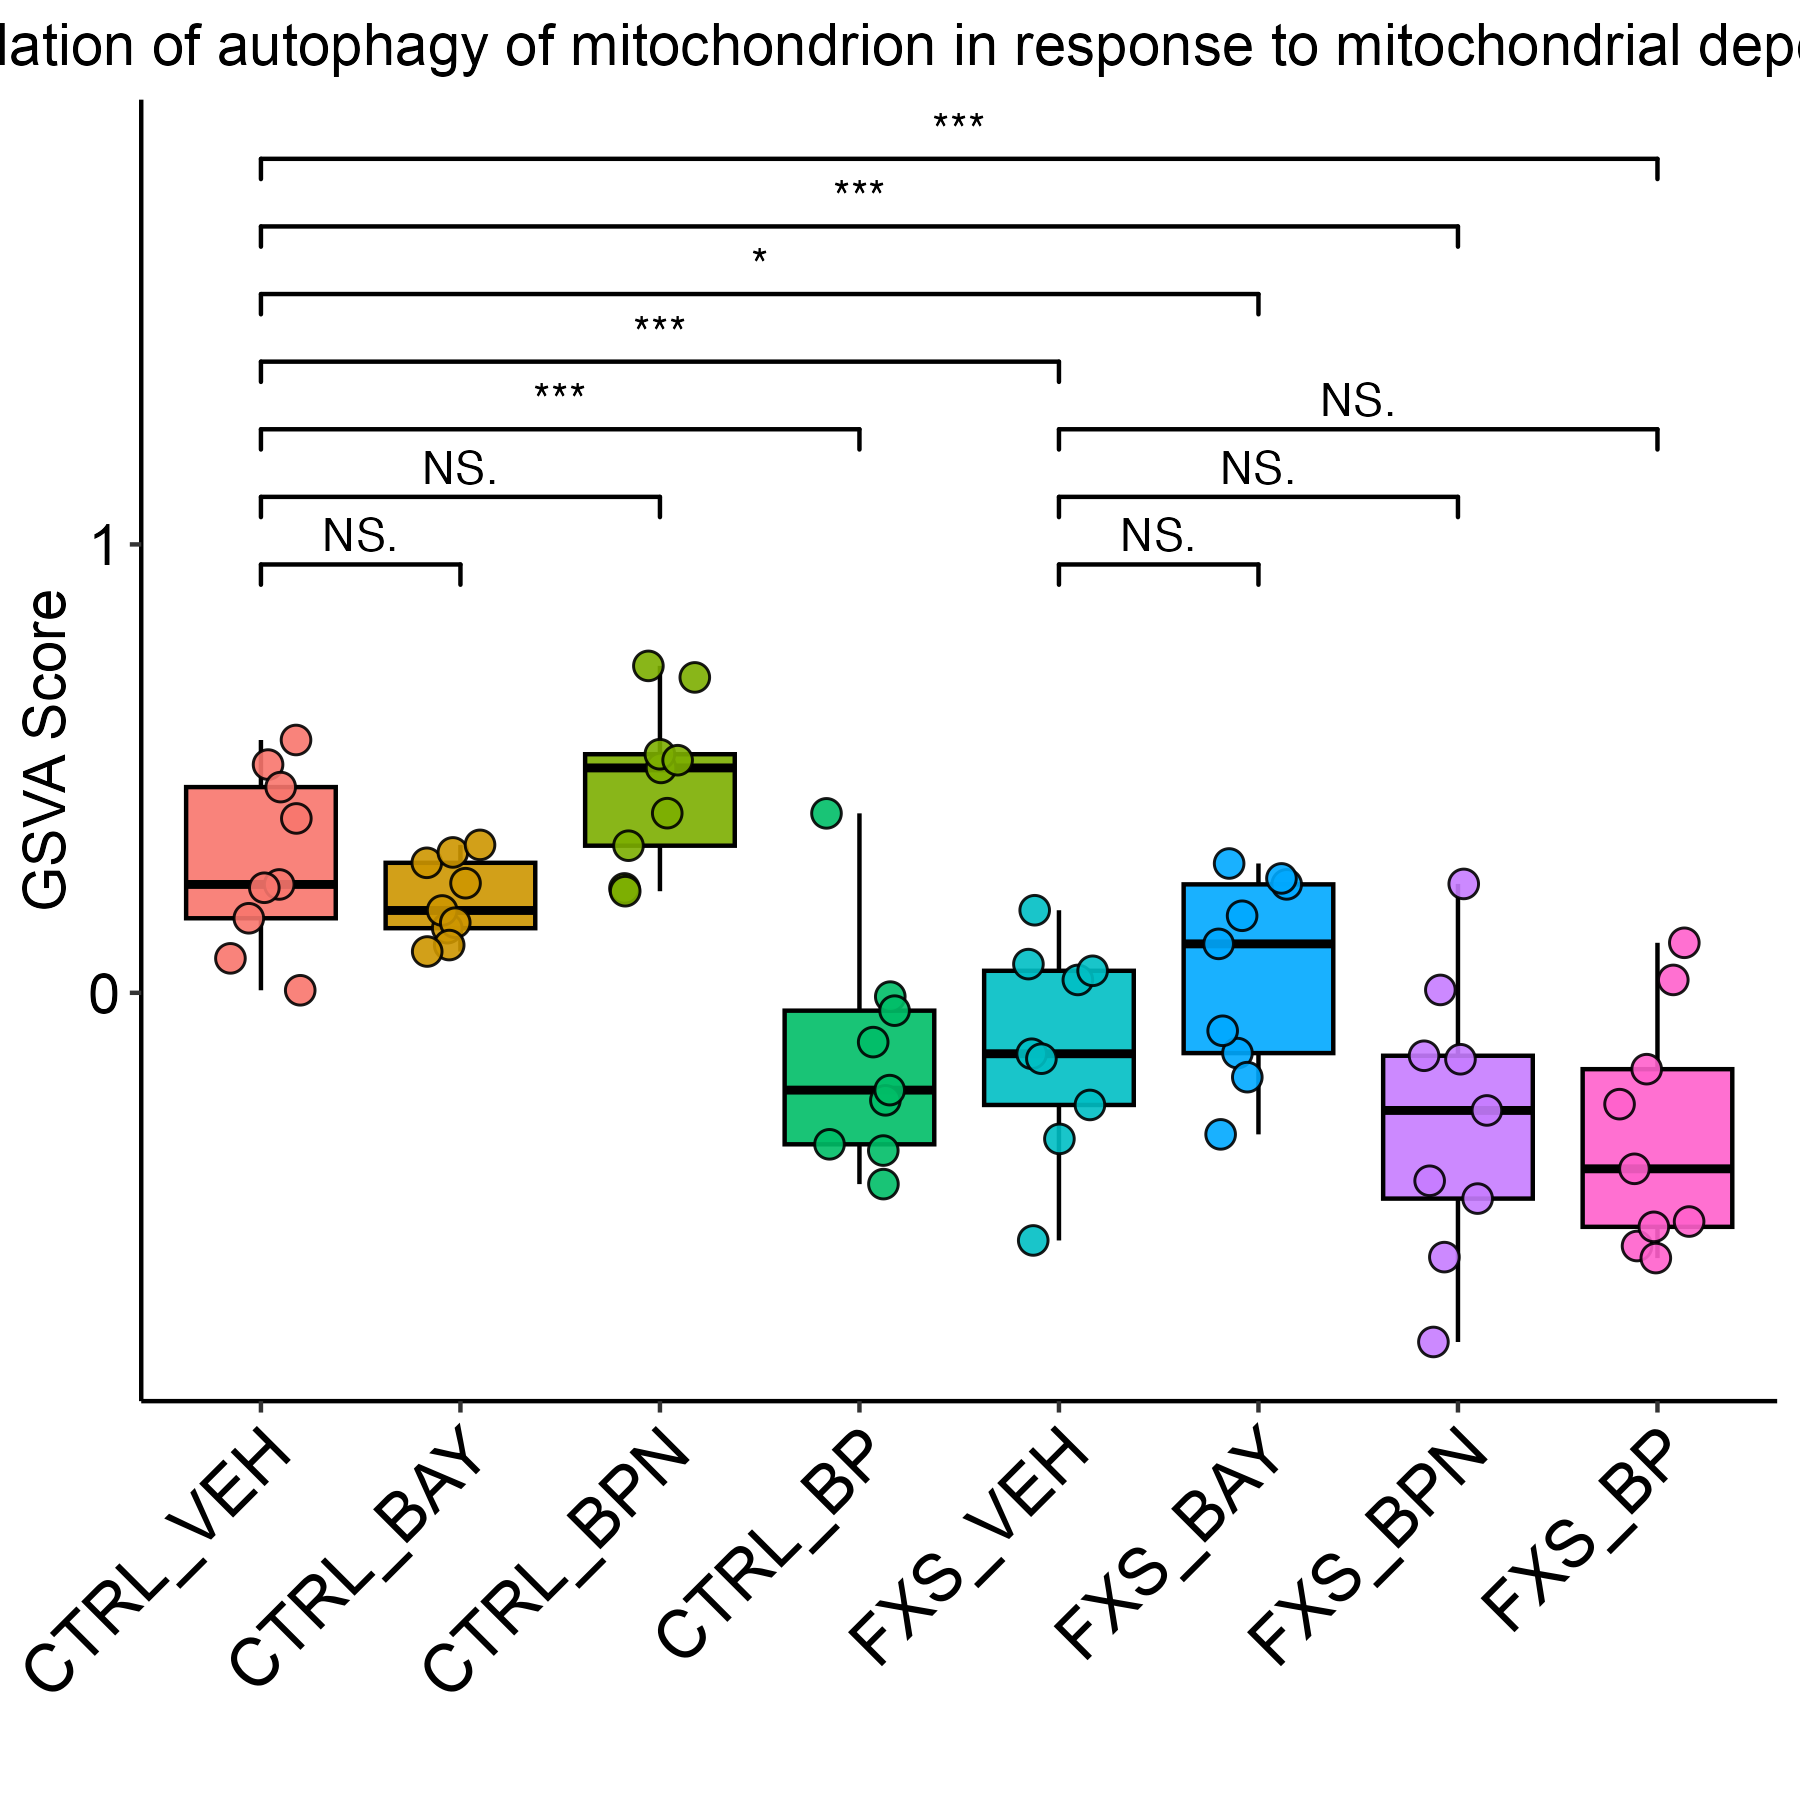 lation of autophagy of mitochondrion in response to mitochondrial depo
***
***
*
***
***
NS.
NS.
NS.
NS.
NS.
1
0
GSVA Score
CTRL_VEH
CTRL_BAY
CTRL_BPN
CTRL_BP
FXS_VEH
FXS_BAY
FXS_BPN
FXS_BP